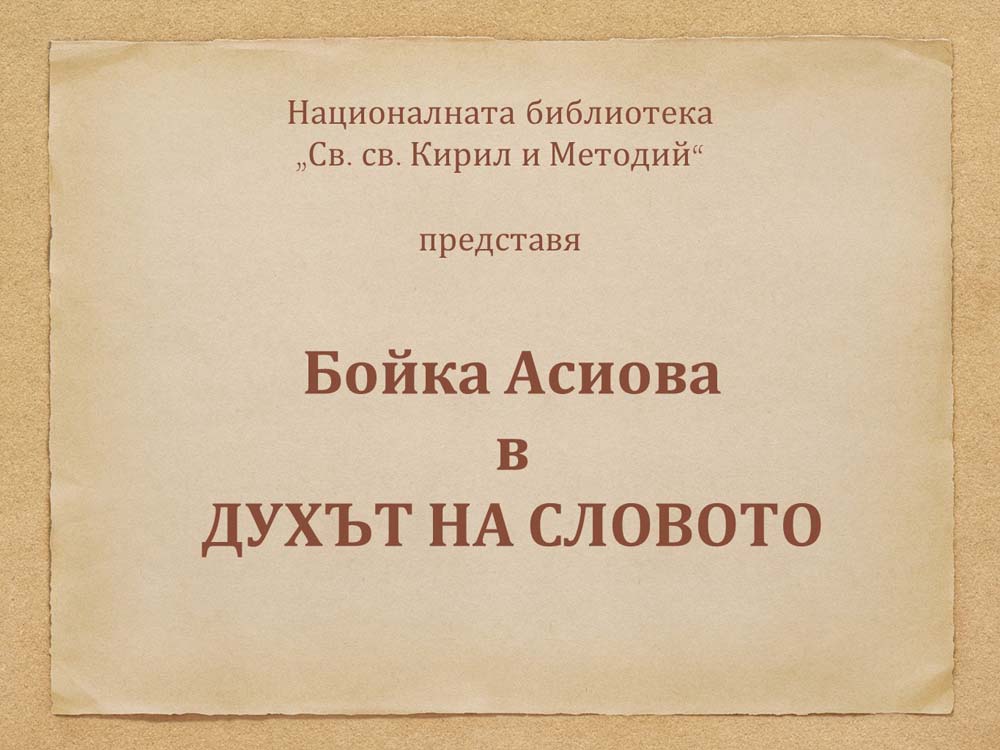 Националната библиотека
„Св. св. Кирил и Методий“
представя
Бойка Асиова
в
ДУХЪТ НА СЛОВОТО